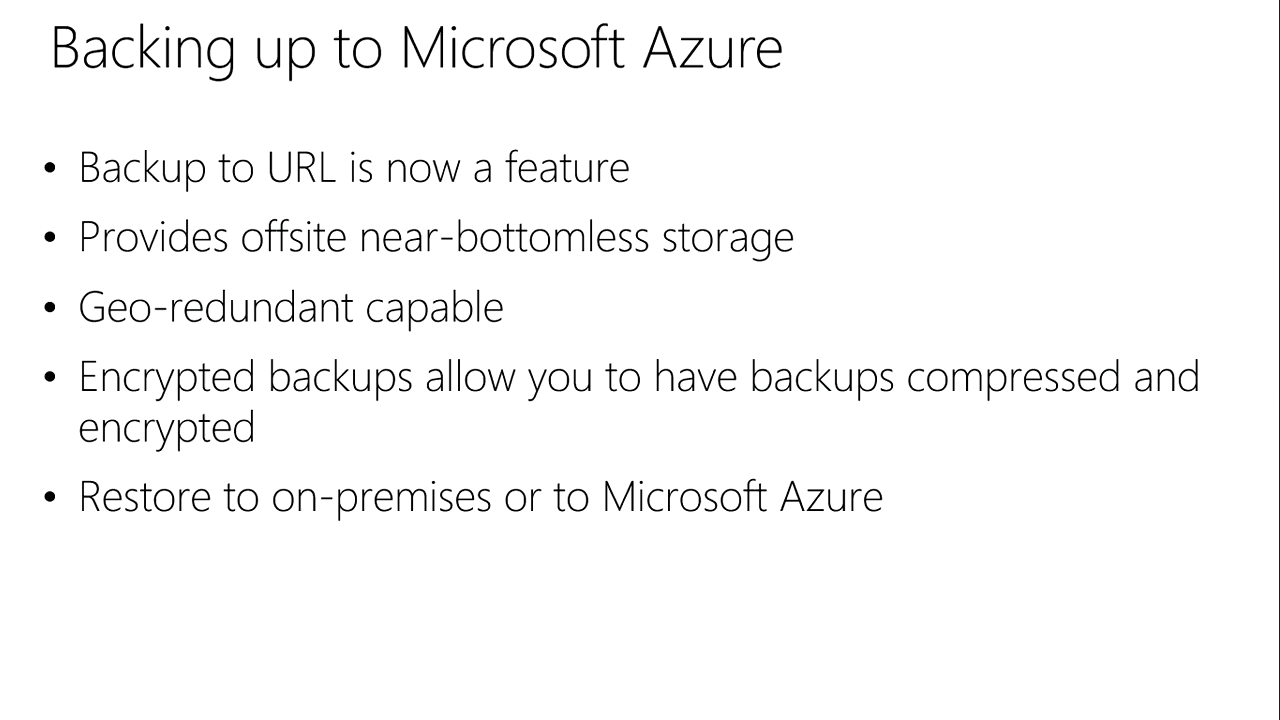 Backing up to Microsoft Azure
• Backup to URL is now a feature
• Provides offsite near-bottomless storage
• Geo-redundant capable
• Encrypted backups allow you to have backups compressed and
encrypted
• Restore to on-premises or to Microsoft Azure